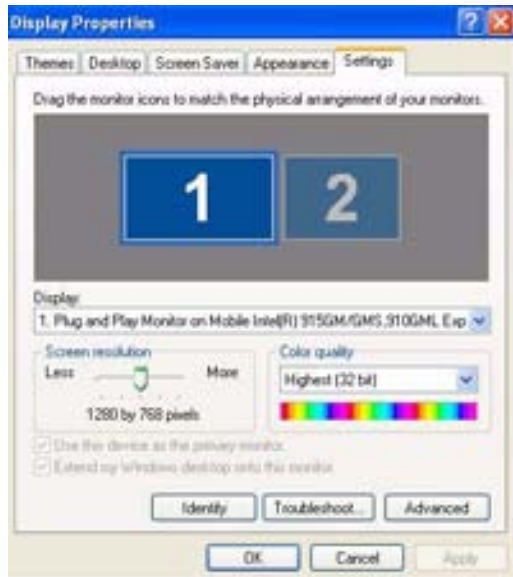 Display Properties
Themes Desktop Screen Saver Appearance Settings
Drag the monitor icons to match the physical arrangement of your monitors.
1 2
Display:
1. Plug and Play Monitor on Mobile Intel(R) 915GM/GMS,910GML Exp
Screen resolution
Less More
1280 by 768 pixels
Color quality
Highest (32 bit)
Use this device as the primary monitor.
Extend my Windows desktop onto this monitor.
Identify Troubleshoot... Advanced
OK Cancel Apply